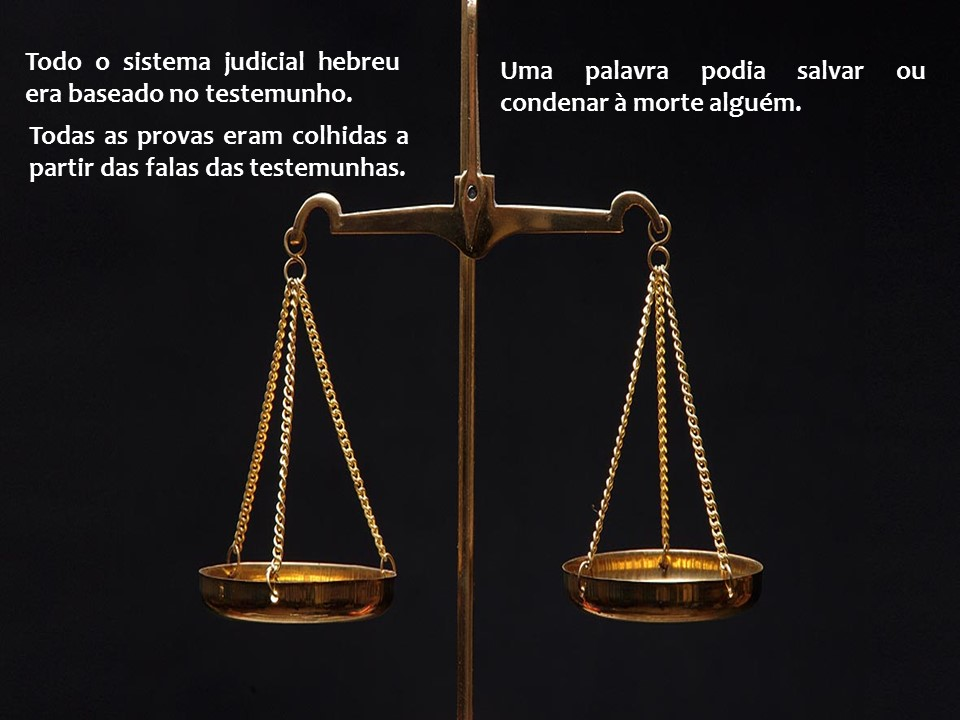 Todo o sistema judicial hebreu
era baseado no testemunho.
Todas as provas eram colhidas a
partir das falas das testemunhas.
Uma palavra podia salvar ou
condenar à morte alguém.